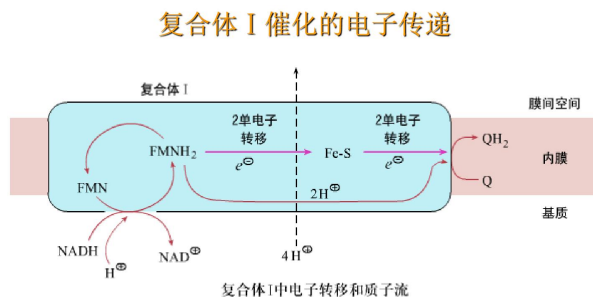 复合体Ⅰ催化的电子传递
复合体Ⅰ
膜间空间
2单电子
转移
2单电子
转移
FMNH₂
e⊖
Fe-S
e⊖
QH₂
内膜
FMN
2H⊕
Q
基质
NADH
H⊕
NAD⊕
4H⊕
复合体Ⅰ中电子转移和质子流